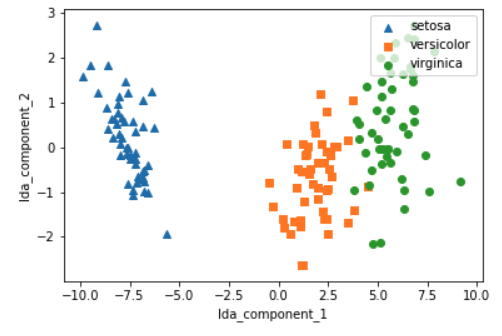 3
2
1
0
−1
−2
lda_component_2
setosa
versicolor
virginica
−10.0 −7.5 −5.0 −2.5 0.0 2.5 5.0 7.5 10.0
lda_component_1